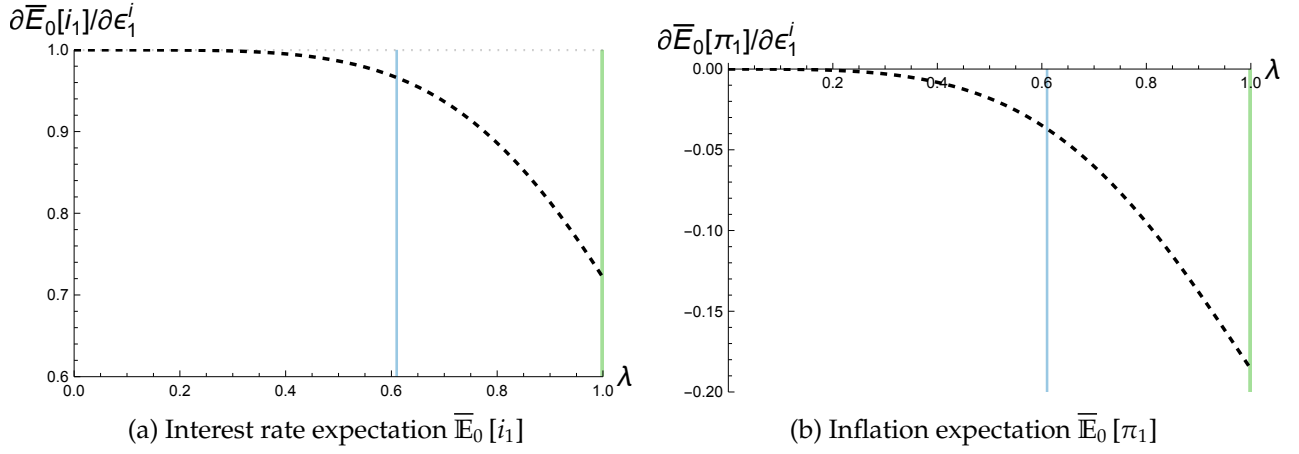 ∂E̅₀[i₁]/∂ϵ₁ⁱ
1.0
0.9
0.8
0.7
0.6
0.0 0.2 0.4 0.6 0.8 1.0
λ
(a) Interest rate expectation 𝔼̅₀ [i₁]
∂E̅₀[π₁]/∂ϵ₁ⁱ
0.00
0.2 0.4 0.6 0.8 1.0
λ
−0.05
−0.10
−0.15
−0.20
(b) Inflation expectation 𝔼̅₀ [π₁]